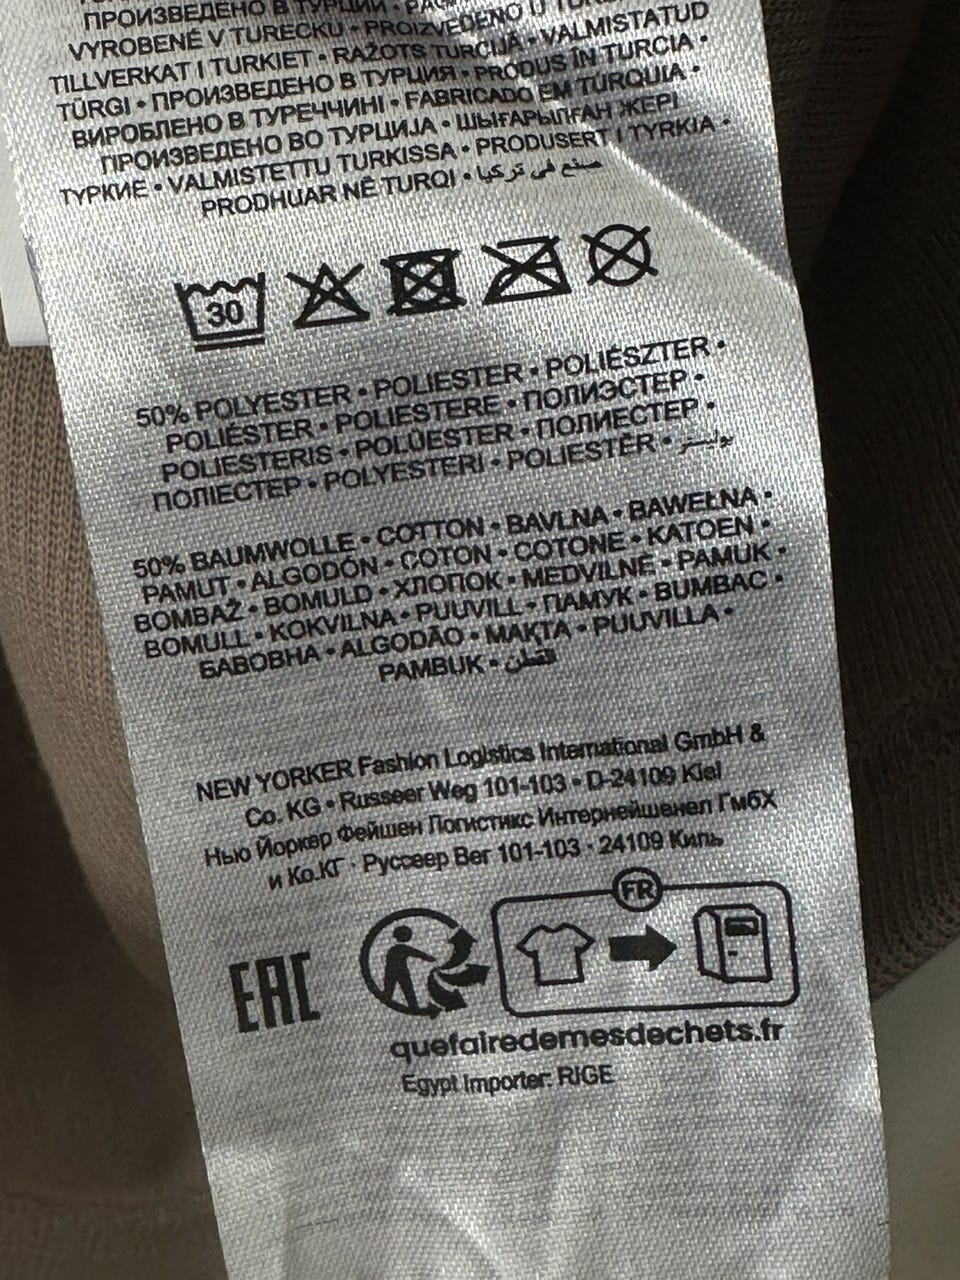 ПРОИЗВЕДЕНО В ТУРЦИИ •
VYROBENÉ V TURECKU • PROIZVEDENO U
TILLVERKAT I TURKIET • RAŽOTS TURCIJĀ • VALMISTATUD
TÜRGI • ПРОИЗВЕДЕНО В ТУРЦИЯ • PRODUS ÎN TURCIA •
ВИРОБЛЕНО В ТУРЕЧЧИНІ • FABRICADO EM TURQUIA •
ПРОИЗВЕДЕНО ВО ТУРЦИЈА • ШЫҒАРЫЛҒАН ЖЕРІ
ТҮРКИЕ • VALMISTETTU TURKISSA • PRODUSERT I TYRKIA •
PRODHUAR NË TURQI • صنع في تركيا
30
50% POLYESTER • POLIESTER • POLIÉSZTER •
POLIÉSTER • POLIESTERE • ПОЛИЭСТЕР •
POLIESTERIS • POLÜESTER • ПОЛИЕСТЕР •
ПОЛІЕСТЕР • POLYESTERI • POLIESTĒR • بوليستر
50% BAUMWOLLE • COTTON • BAVLNA • BAWEŁNA •
PAMUT • ALGODÓN • COTON • COTONE • KATOEN •
BOMBAŽ • BOMULD • ХЛОПОК • MEDVILNĖ • PAMUK •
BOMULL • KOKVILNA • PUUVILL • ПАМУК • BUMBAC •
БАВОВНА • ALGODÃO • МАҚТА • PUUVILLA •
PAMBUK • القطن
NEW YORKER Fashion Logistics International GmbH &
Co. KG • Russeer Weg 101-103 • D-24109 Kiel
Нью Йоркер Фейшен Логистикс Интернейшенел ГмбХ
и Ко.КГ · Руссеер Вег 101-103 · 24109 Киль
FR
EAC
quefairedemesdechets.fr
Egypt Importer: RIGE